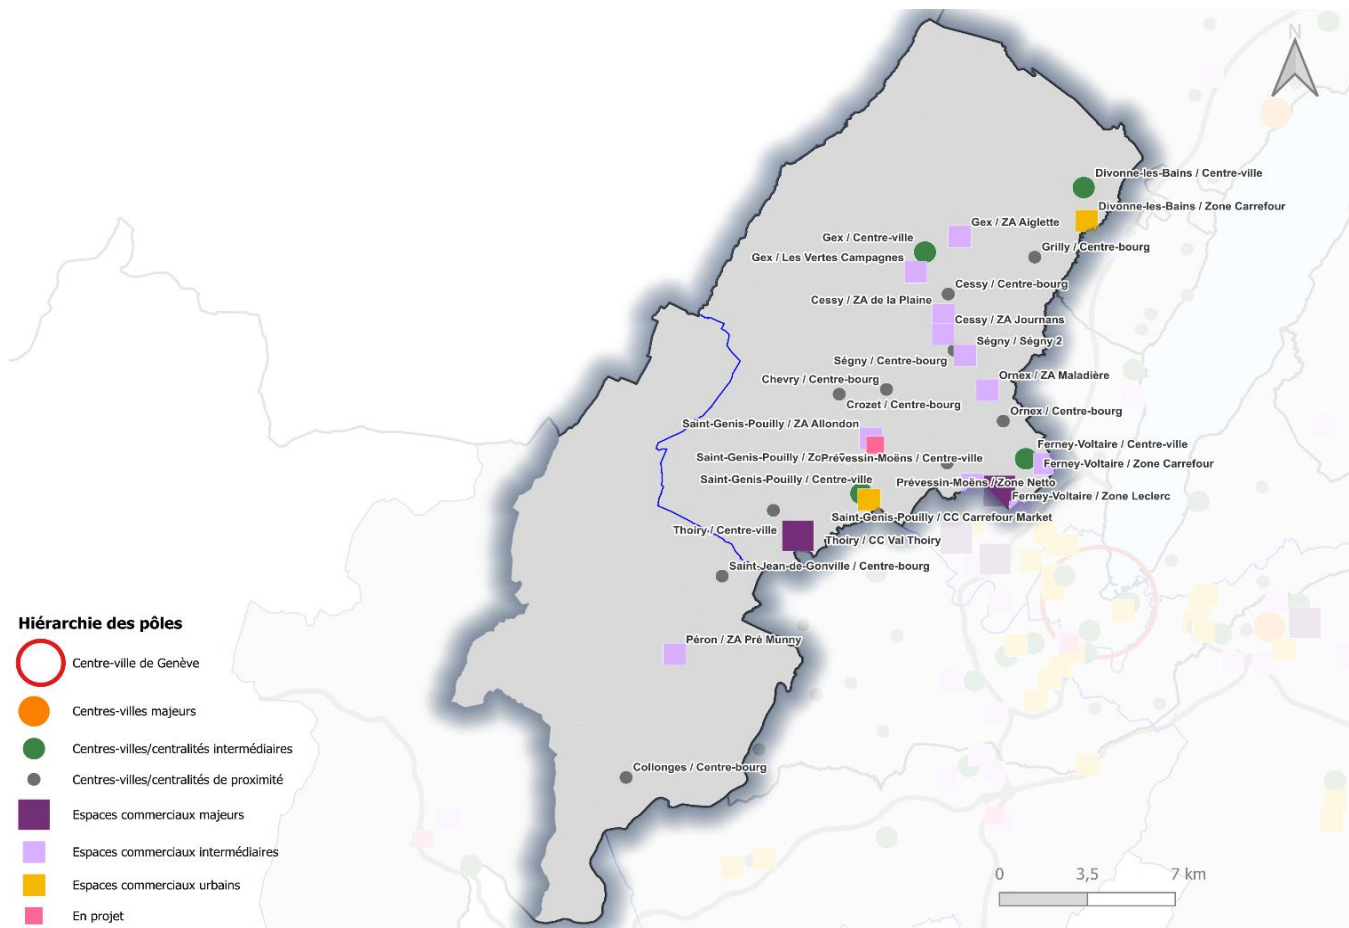 N
Divonne-les-Bains / Centre-ville
Divonne-les-Bains / Zone Carrefour
Gex / ZA Aiglette
Gex / Centre-ville
Grilly / Centre-bourg
Gex / Les Vertes Campagnes
Cessy / Centre-bourg
Cessy / ZA de la Plaine
Cessy / ZA Journans
Ségny / Ségny 2
Ségny / Centre-bourg
Ornex / ZA Maladière
Chevry / Centre-bourg
Crozet / Centre-bourg
Ornex / Centre-bourg
Saint-Genis-Pouilly / ZA Allondon
Ferney-Voltaire / Centre-ville
Saint-Genis-Pouilly /
Prévessin-Moëns / Centre-ville
Ferney-Voltaire / Zone Carrefour
Saint-Genis-Pouilly / Centre-ville
Prévessin-Moëns / Zone Netto
Ferney-Voltaire / Zone Leclerc
Saint-Genis-Pouilly / CC Carrefour Market
Thoiry / Centre-ville
Thoiry / CC Val Thoiry
Saint-Jean-de-Gonville / Centre-bourg
Péron / ZA Pré Munny
Collonges / Centre-bourg
Hiérarchie des pôles
Centre-ville de Genève
Centres-villes majeurs
Centres-villes/centralités intermédiaires
Centres-villes/centralités de proximité
Espaces commerciaux majeurs
Espaces commerciaux intermédiaires
Espaces commerciaux urbains
En projet
0 3,5 7 km